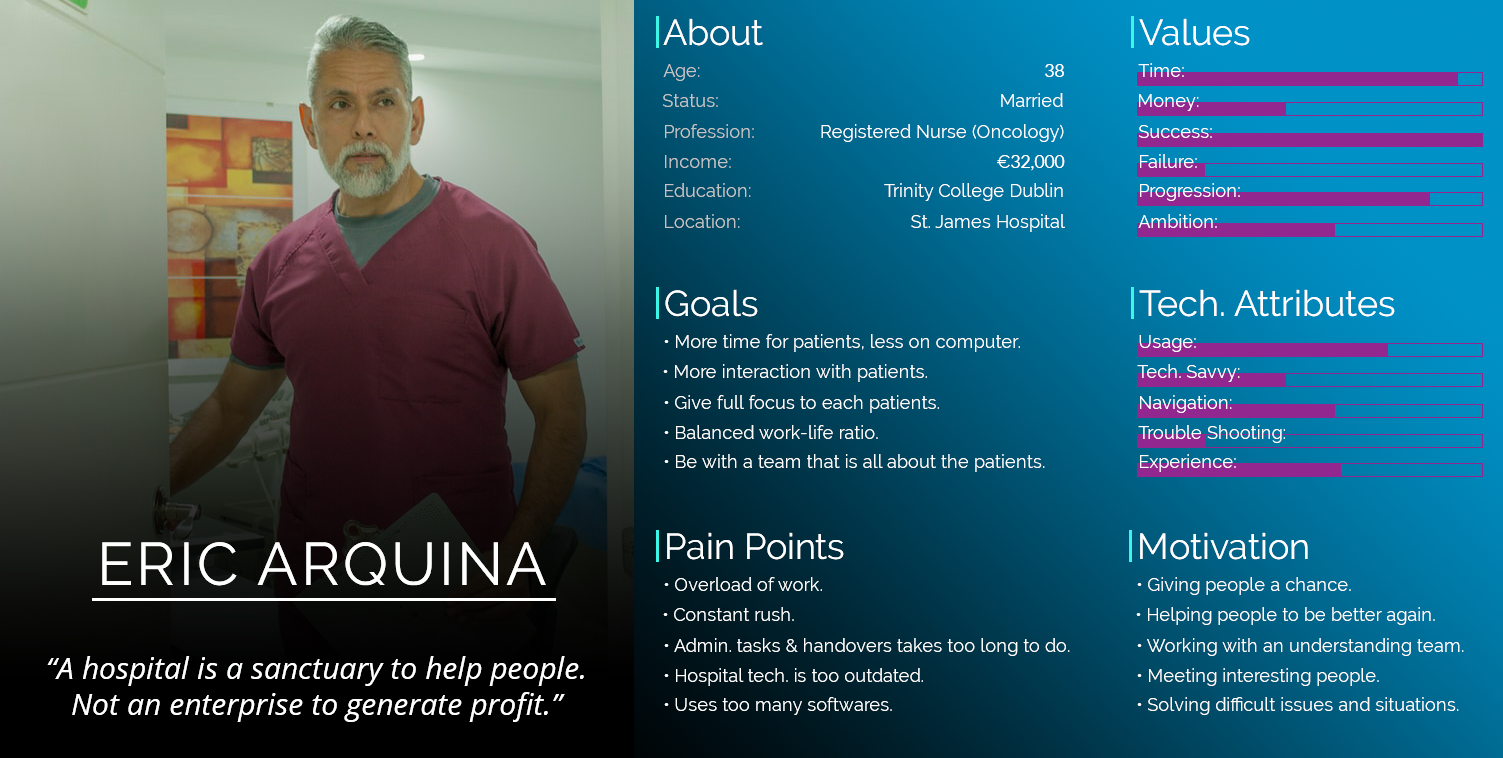 ERIC ARQUINA
“A hospital is a sanctuary to help people.
Not an enterprise to generate profit.”
About
Age: 38
Status: Married
Profession: Registered Nurse (Oncology)
Income: €32,000
Education: Trinity College Dublin
Location: St. James Hospital
Values
Time:
Money:
Success:
Failure:
Progression:
Ambition:
Goals
• More time for patients, less on computer.
• More interaction with patients.
• Give full focus to each patients.
• Balanced work-life ratio.
• Be with a team that is all about the patients.
Tech. Attributes
Usage:
Tech. Savvy:
Navigation:
Trouble Shooting:
Experience:
Pain Points
• Overload of work.
• Constant rush.
• Admin. tasks & handovers takes too long to do.
• Hospital tech. is too outdated.
• Uses too many softwares.
Motivation
• Giving people a chance.
• Helping people to be better again.
• Working with an understanding team.
• Meeting interesting people.
• Solving difficult issues and situations.